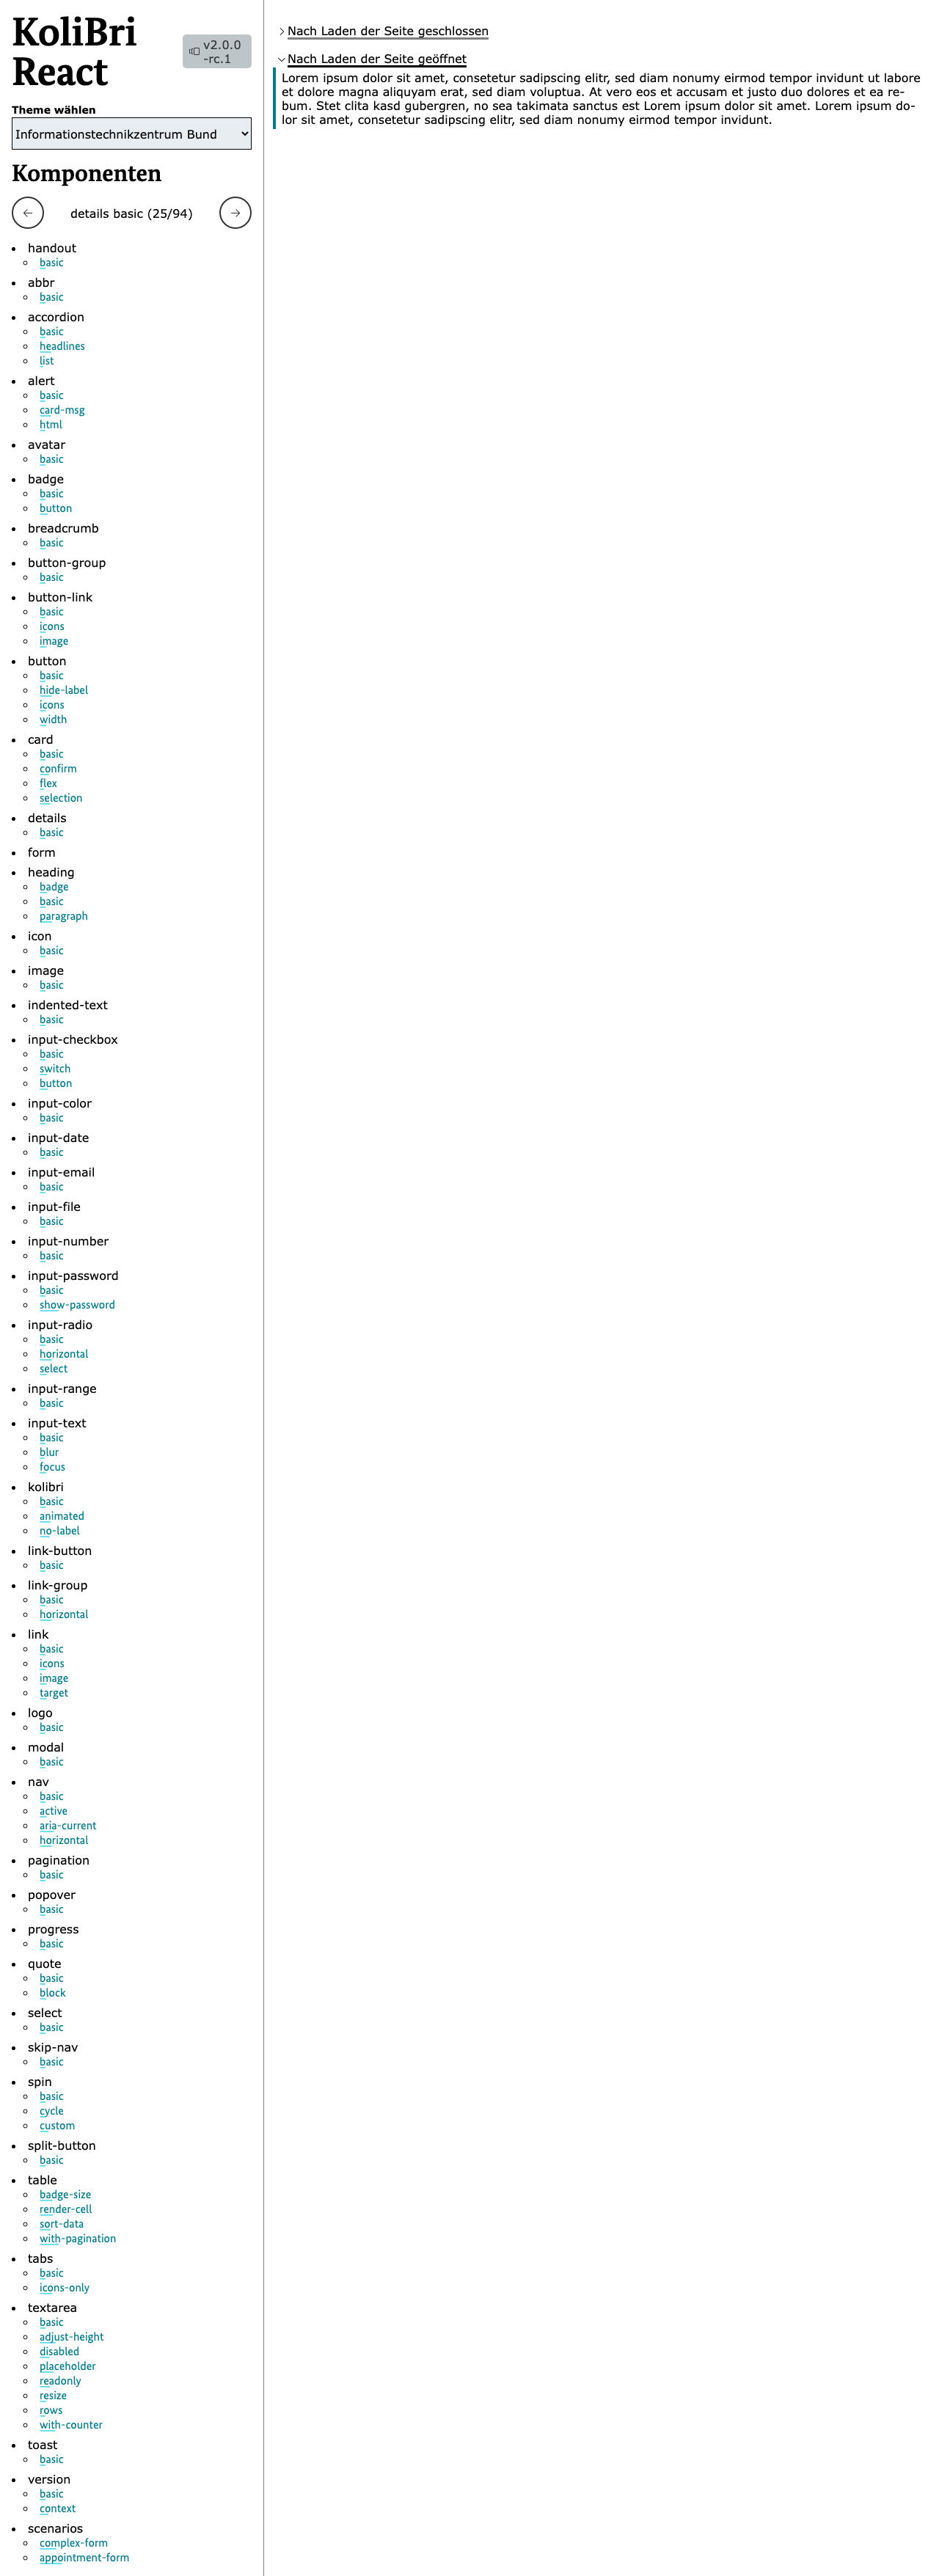 KoliBri
React
v2.0.0
-rc.1
Theme wählen
Informationstechnikzentrum Bund
Komponenten
details basic (25/94)
handout
basic
abbr
basic
accordion
basic
headlines
list
alert
basic
card-msg
html
avatar
basic
badge
basic
button
breadcrumb
basic
button-group
basic
button-link
basic
icons
image
button
basic
hide-label
icons
width
card
basic
confirm
flex
selection
details
basic
form
heading
badge
basic
paragraph
icon
basic
image
basic
indented-text
basic
input-checkbox
basic
switch
button
input-color
basic
input-date
basic
input-email
basic
input-file
basic
input-number
basic
input-password
basic
show-password
input-radio
basic
horizontal
select
input-range
basic
input-text
basic
blur
focus
kolibri
basic
animated
no-label
link-button
basic
link-group
basic
horizontal
link
basic
icons
image
target
logo
basic
modal
basic
nav
basic
active
aria-current
horizontal
pagination
basic
popover
basic
progress
basic
quote
basic
block
select
basic
skip-nav
basic
spin
basic
cycle
custom
split-button
basic
table
badge-size
render-cell
sort-data
with-pagination
tabs
basic
icons-only
textarea
basic
adjust-height
disabled
placeholder
readonly
resize
rows
with-counter
toast
basic
version
basic
context
scenarios
complex-form
appointment-form
Nach Laden der Seite geschlossen
Nach Laden der Seite geöffnet
Lorem ipsum dolor sit amet, consetetur sadipscing elitr, sed diam nonumy eirmod tempor invidunt ut labore
et dolore magna aliquyam erat, sed diam voluptua. At vero eos et accusam et justo duo dolores et ea re-
bum. Stet clita kasd gubergren, no sea takimata sanctus est Lorem ipsum dolor sit amet. Lorem ipsum do-
lor sit amet, consetetur sadipscing elitr, sed diam nonumy eirmod tempor invidunt.